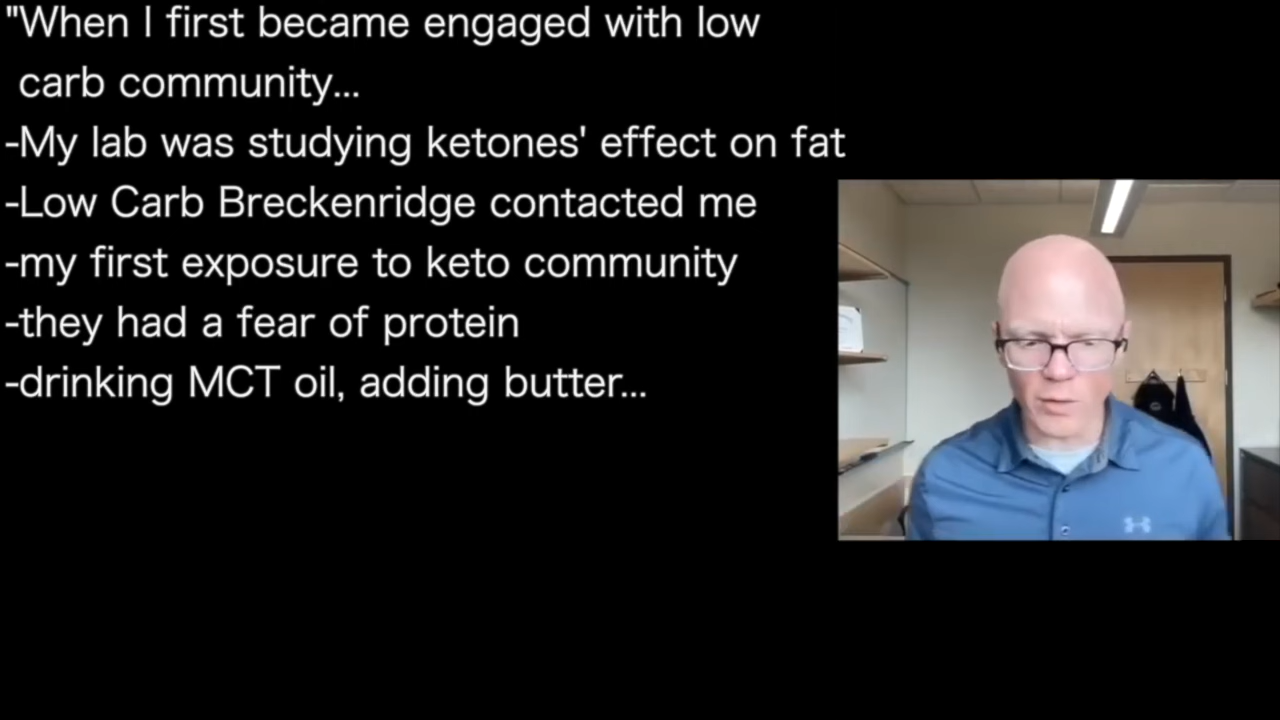 "When I first became engaged with low
carb community...
-My lab was studying ketones' effect on fat
-Low Carb Breckenridge contacted me
-my first exposure to keto community
-they had a fear of protein
-drinking MCT oil, adding butter...